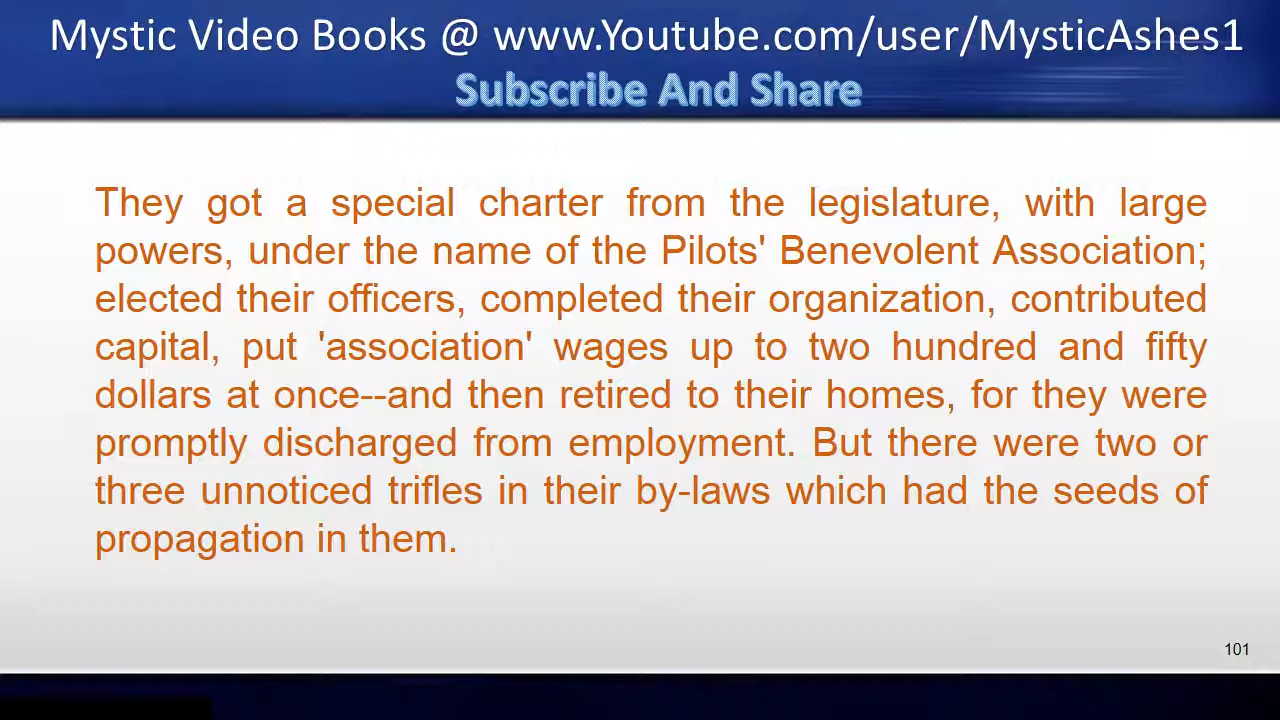 Mystic Video Books @ www.Youtube.com/user/MysticAshes1
Subscribe And Share
They got a special charter from the legislature, with large
powers, under the name of the Pilots' Benevolent Association;
elected their officers, completed their organization, contributed
capital, put 'association' wages up to two hundred and fifty
dollars at once--and then retired to their homes, for they were
promptly discharged from employment. But there were two or
three unnoticed trifles in their by-laws which had the seeds of
propagation in them.
101